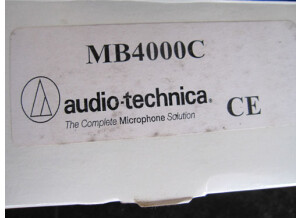 MB4000C
audio-technica®
The Complete Microphone Solution
CE